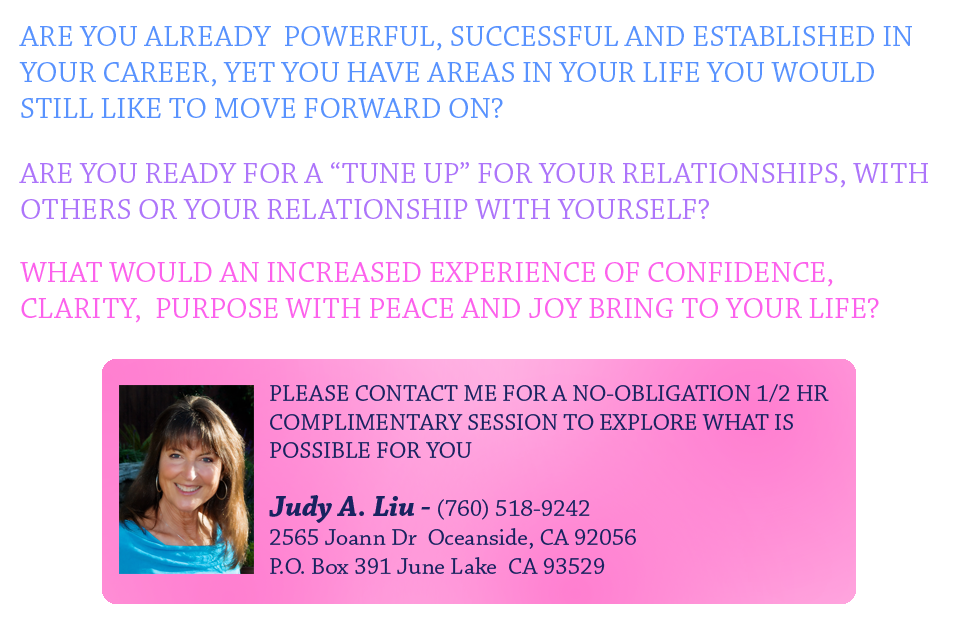 ARE YOU ALREADY  POWERFUL, SUCCESSFUL AND ESTABLISHED IN
YOUR CAREER, YET YOU HAVE AREAS IN YOUR LIFE YOU WOULD
STILL LIKE TO MOVE FORWARD ON?
ARE YOU READY FOR A “TUNE UP” FOR YOUR RELATIONSHIPS, WITH
OTHERS OR YOUR RELATIONSHIP WITH YOURSELF?
WHAT WOULD AN INCREASED EXPERIENCE OF CONFIDENCE,
CLARITY,  PURPOSE WITH PEACE AND JOY BRING TO YOUR LIFE?
PLEASE CONTACT ME FOR A NO-OBLIGATION 1/2 HR
COMPLIMENTARY SESSION TO EXPLORE WHAT IS
POSSIBLE FOR YOU
Judy A. Liu - (760) 518-9242
2565 Joann Dr  Oceanside, CA 92056
P.O. Box 391 June Lake  CA 93529